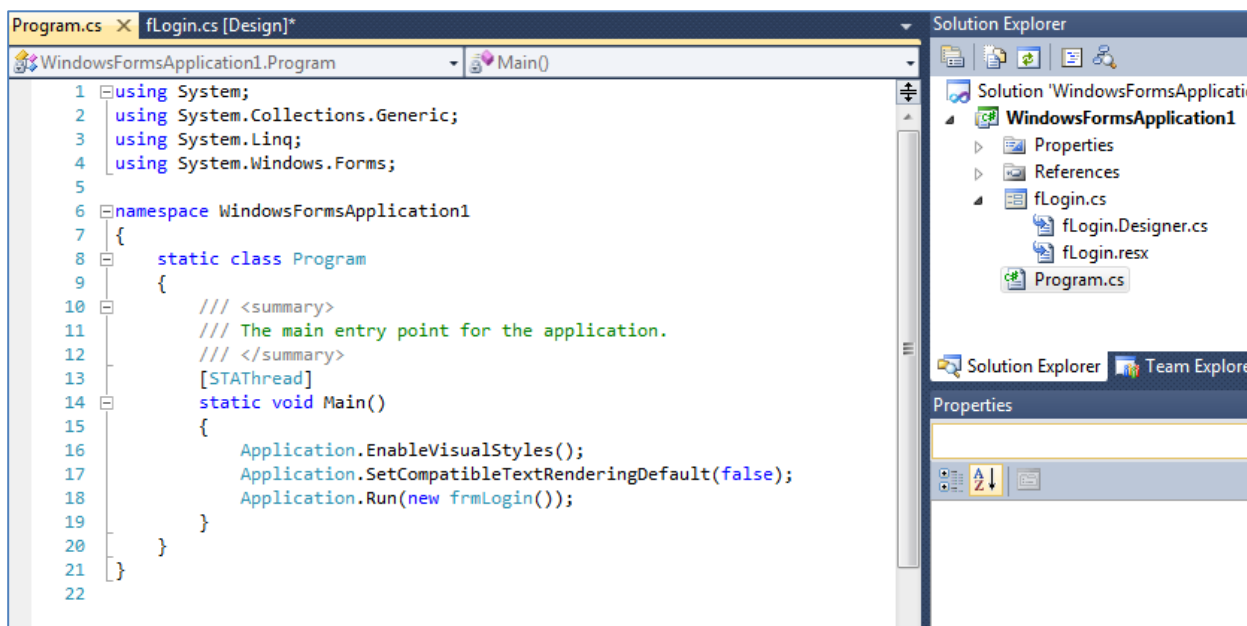 Program.cs
fLogin.cs [Design]*
WindowsFormsApplication1.Program
Main()
1 using System;
2 using System.Collections.Generic;
3 using System.Linq;
4 using System.Windows.Forms;
5
6 namespace WindowsFormsApplication1
7 {
8 static class Program
9 {
10 /// <summary>
11 /// The main entry point for the application.
12 /// </summary>
13 [STAThread]
14 static void Main()
15 {
16 Application.EnableVisualStyles();
17 Application.SetCompatibleTextRenderingDefault(false);
18 Application.Run(new frmLogin());
19 }
20 }
21 }
22
Solution Explorer
Solution 'WindowsFormsApplicati
WindowsFormsApplication1
Properties
References
fLogin.cs
fLogin.Designer.cs
fLogin.resx
Program.cs
Solution Explorer
Team Explore
Properties